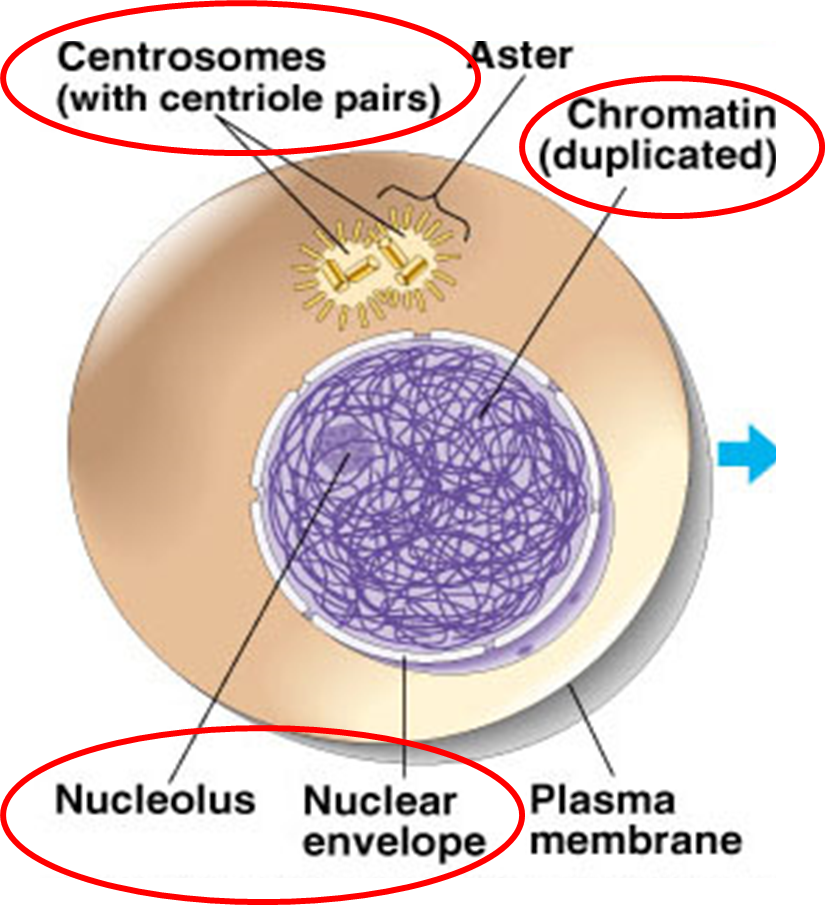 Centrosomes
(with centriole pairs)
Aster
Chromatin
(duplicated)
Nucleolus
Nuclear
envelope
Plasma
membrane